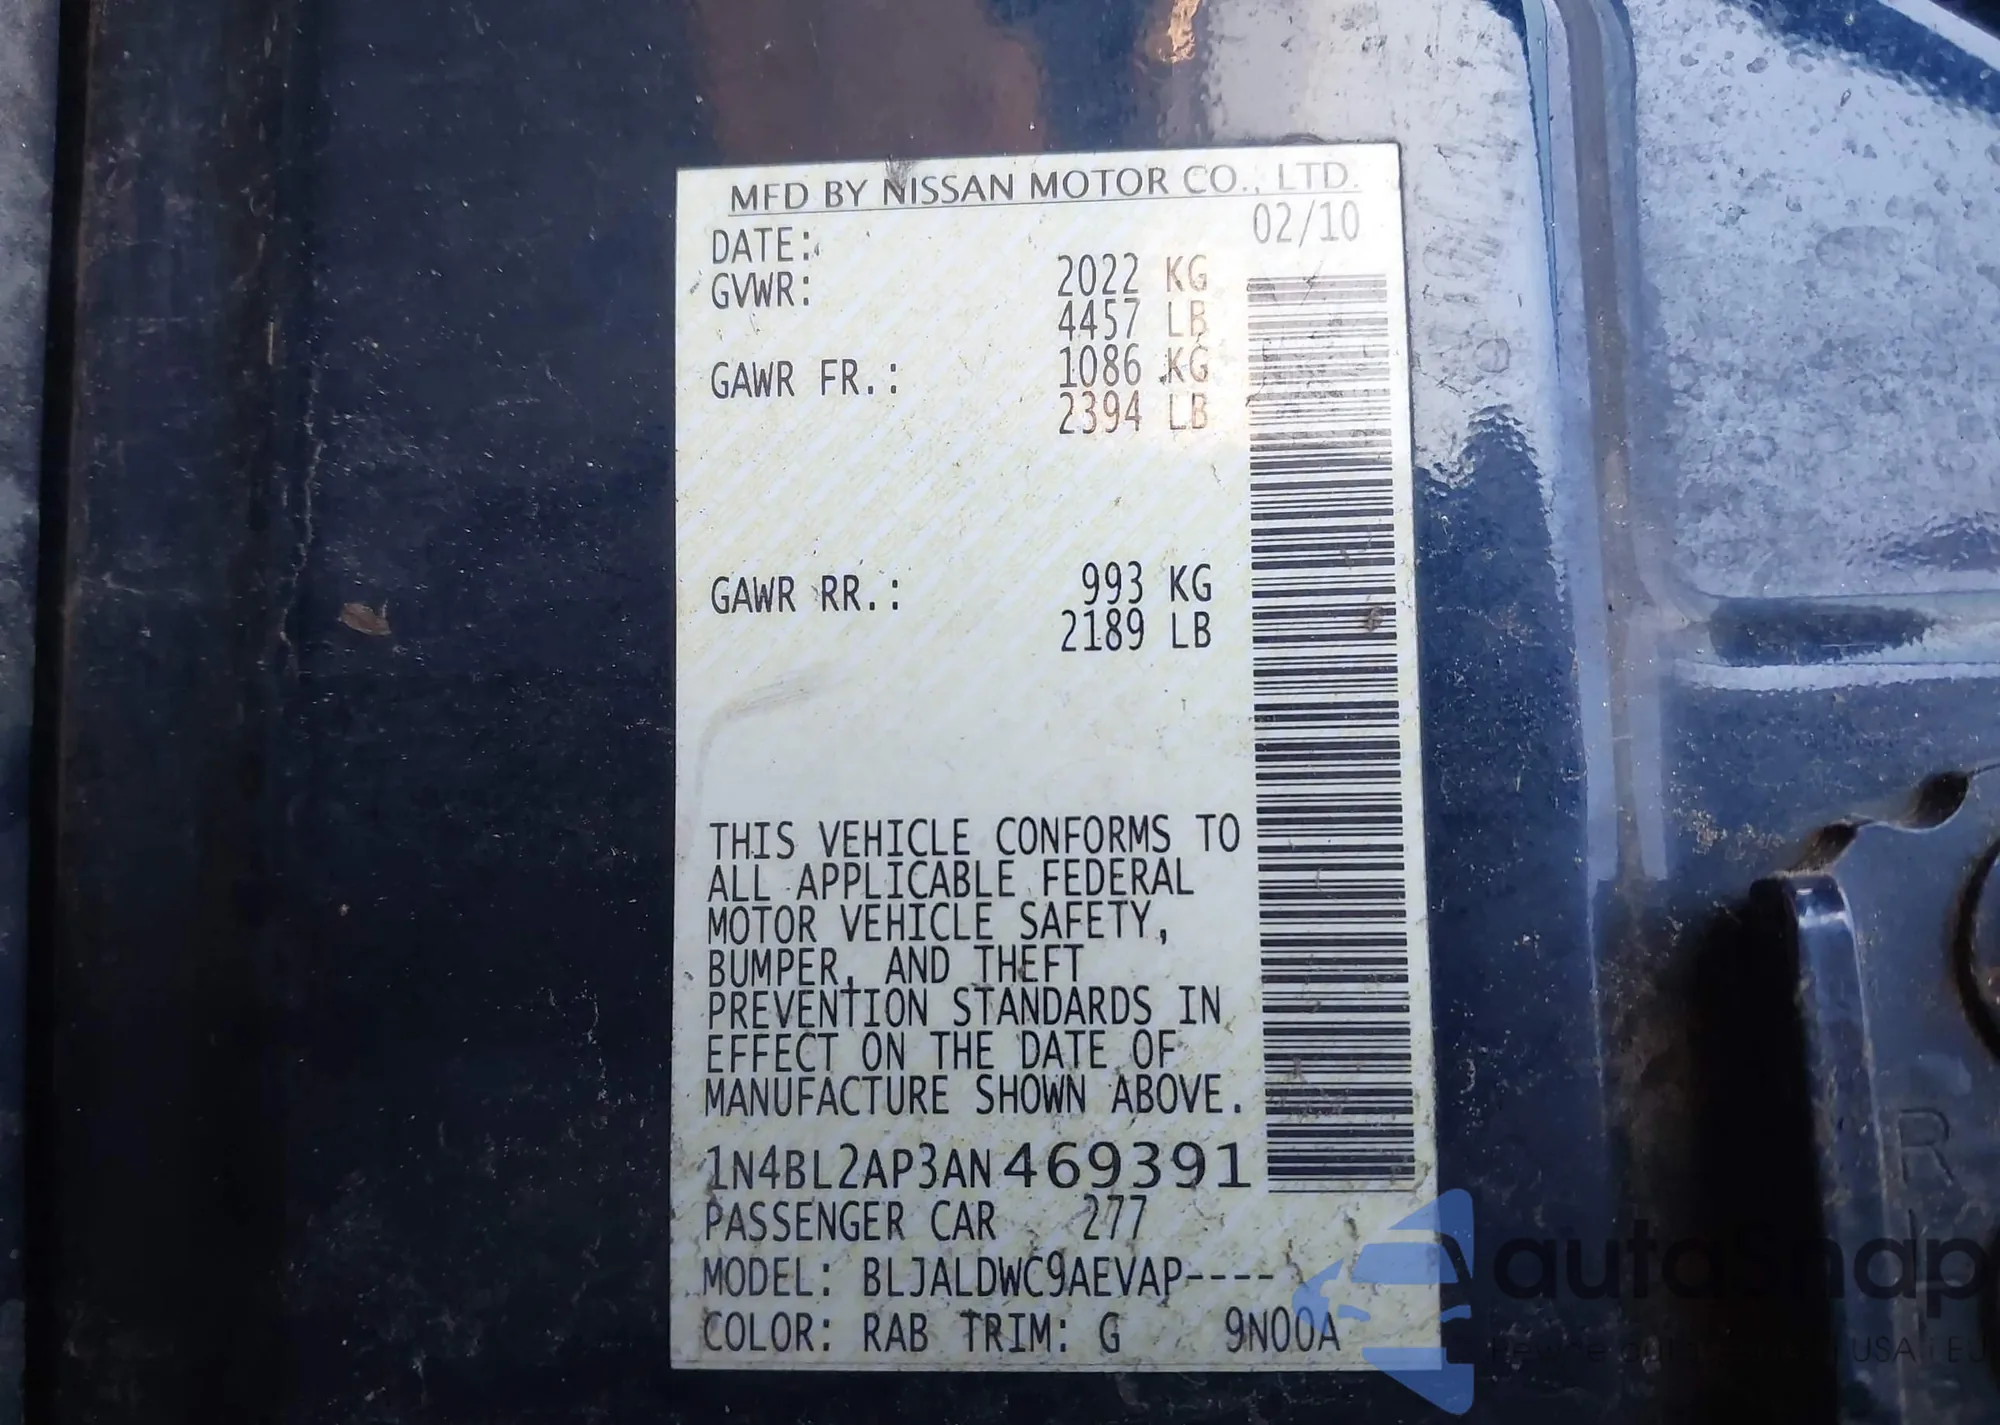 MFD BY NISSAN MOTOR CO., LTD.
DATE: 02/10
GVWR: 2022 KG
4457 LB
GAWR FR.: 1086 KG
2394 LB
GAWR RR.: 993 KG
2189 LB
THIS VEHICLE CONFORMS TO
ALL APPLICABLE FEDERAL
MOTOR VEHICLE SAFETY,
BUMPER, AND THEFT
PREVENTION STANDARDS IN
EFFECT ON THE DATE OF
MANUFACTURE SHOWN ABOVE.
1N4BL2AP3AN469391
PASSENGER CAR 277
MODEL: BLJALDWC9AEVAP----
COLOR: RAB TRIM: G 9N00A
R
autosnap
USA i EU